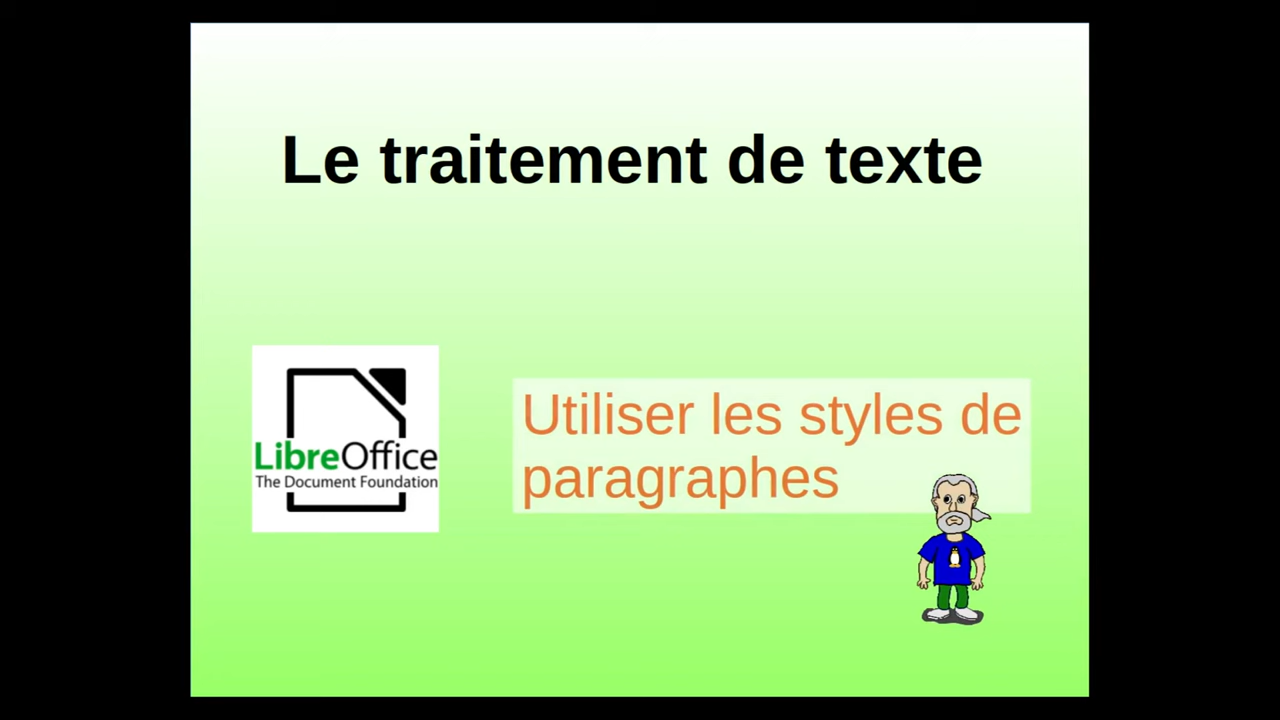 Le traitement de texte
LibreOffice
The Document Foundation
Utiliser les styles de
paragraphes